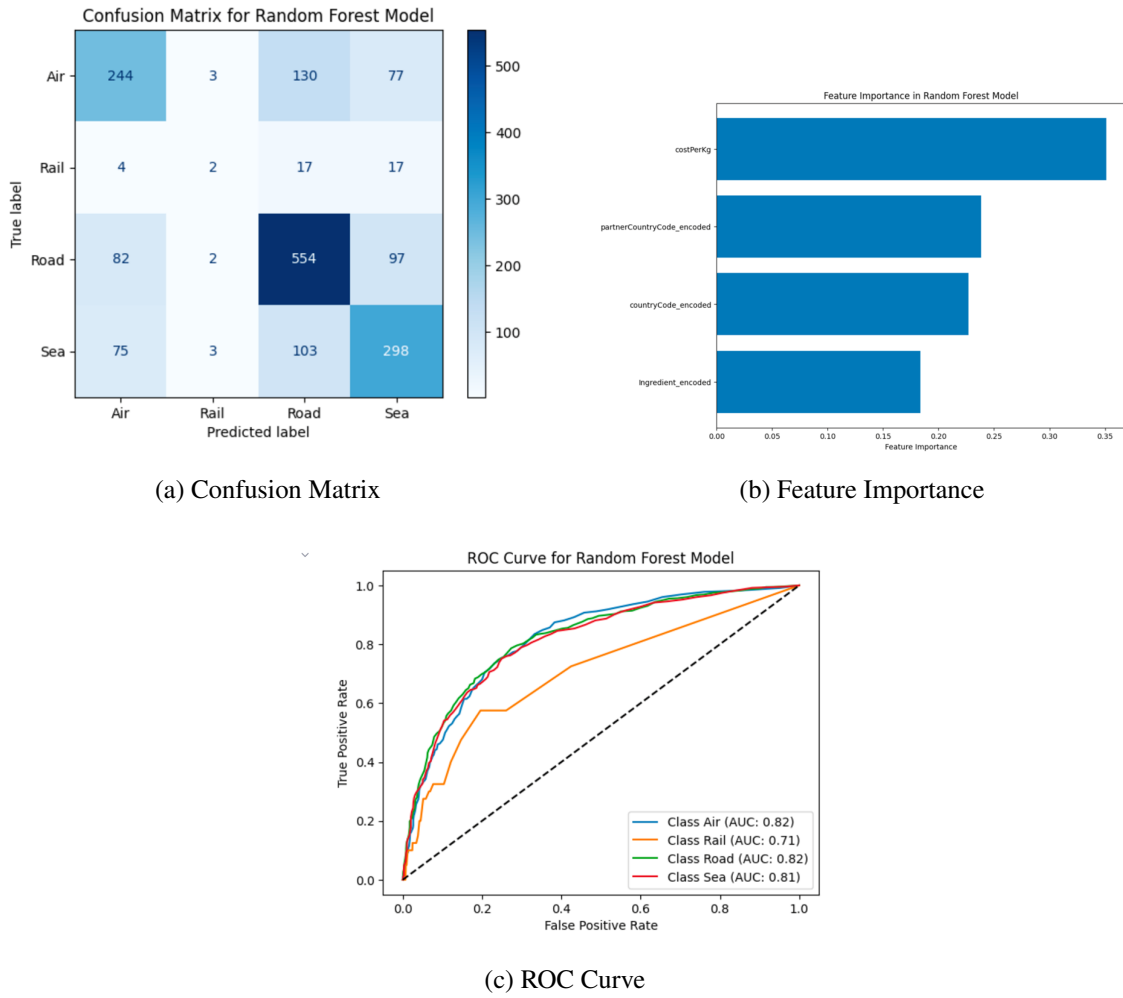 Confusion Matrix for Random Forest Model
True label
Air
Rail
Road
Sea
244 3 130 77
4 2 17 17
82 2 554 97
75 3 103 298
Air Rail Road Sea
Predicted label
500
400
300
200
100
(a) Confusion Matrix
Feature Importance in Random Forest Model
costPerKg
partnerCountryCode_encoded
countryCode_encoded
Ingredient_encoded
0.00 0.05 0.10 0.15 0.20 0.25 0.30 0.35
Feature Importance
(b) Feature Importance
ROC Curve for Random Forest Model
True Positive Rate
1.0
0.8
0.6
0.4
0.2
0.0
Class Air (AUC: 0.82)
Class Rail (AUC: 0.71)
Class Road (AUC: 0.82)
Class Sea (AUC: 0.81)
0.0 0.2 0.4 0.6 0.8 1.0
False Positive Rate
(c) ROC Curve